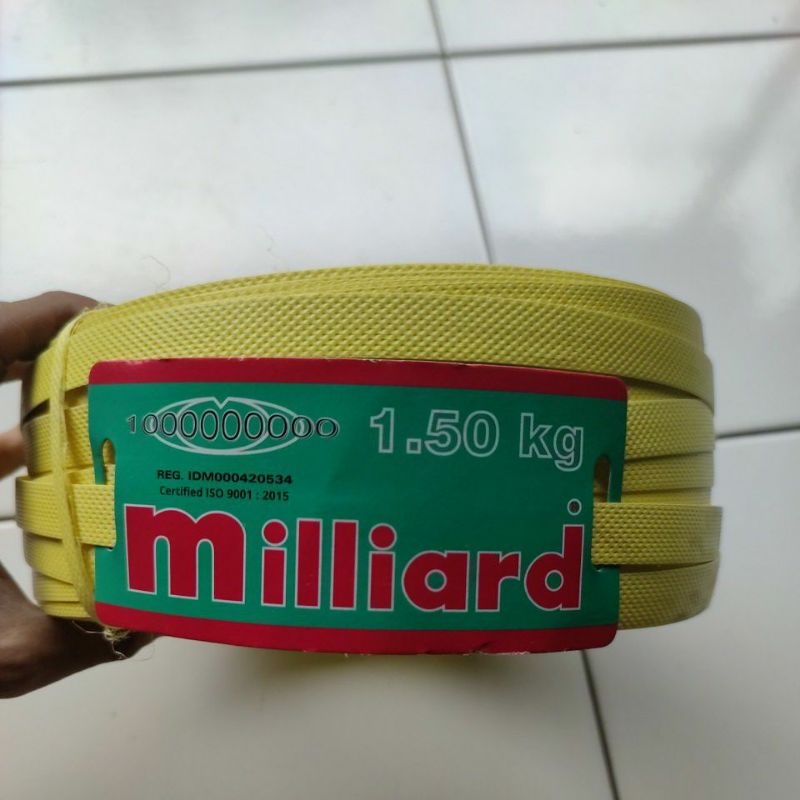 1000000000
1.50 kg
REG. IDM000420534
Certified ISO 9001 : 2015
milliard